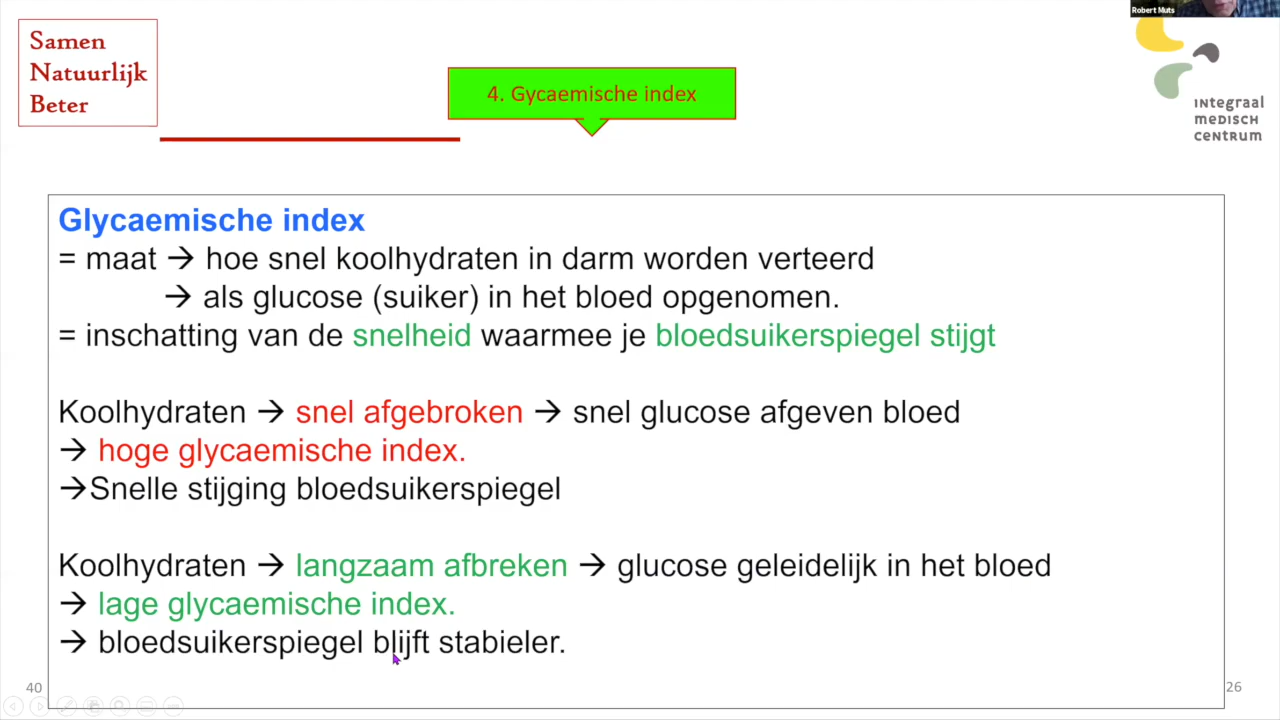 Robert Muts
Samen
Natuurlijk
Beter
4. Gycaemische index
INTEGRAAL
MEDISCH
CENTRUM
Glycaemische index
= maat → hoe snel koolhydraten in darm worden verteerd
→ als glucose (suiker) in het bloed opgenomen.
= inschatting van de snelheid waarmee je bloedsuikerspiegel stijgt
Koolhydraten → snel afgebroken → snel glucose afgeven bloed
→ hoge glycaemische index.
→Snelle stijging bloedsuikerspiegel
Koolhydraten → langzaam afbreken → glucose geleidelijk in het bloed
→ lage glycaemische index.
→ bloedsuikerspiegel blijft stabieler.
40
26